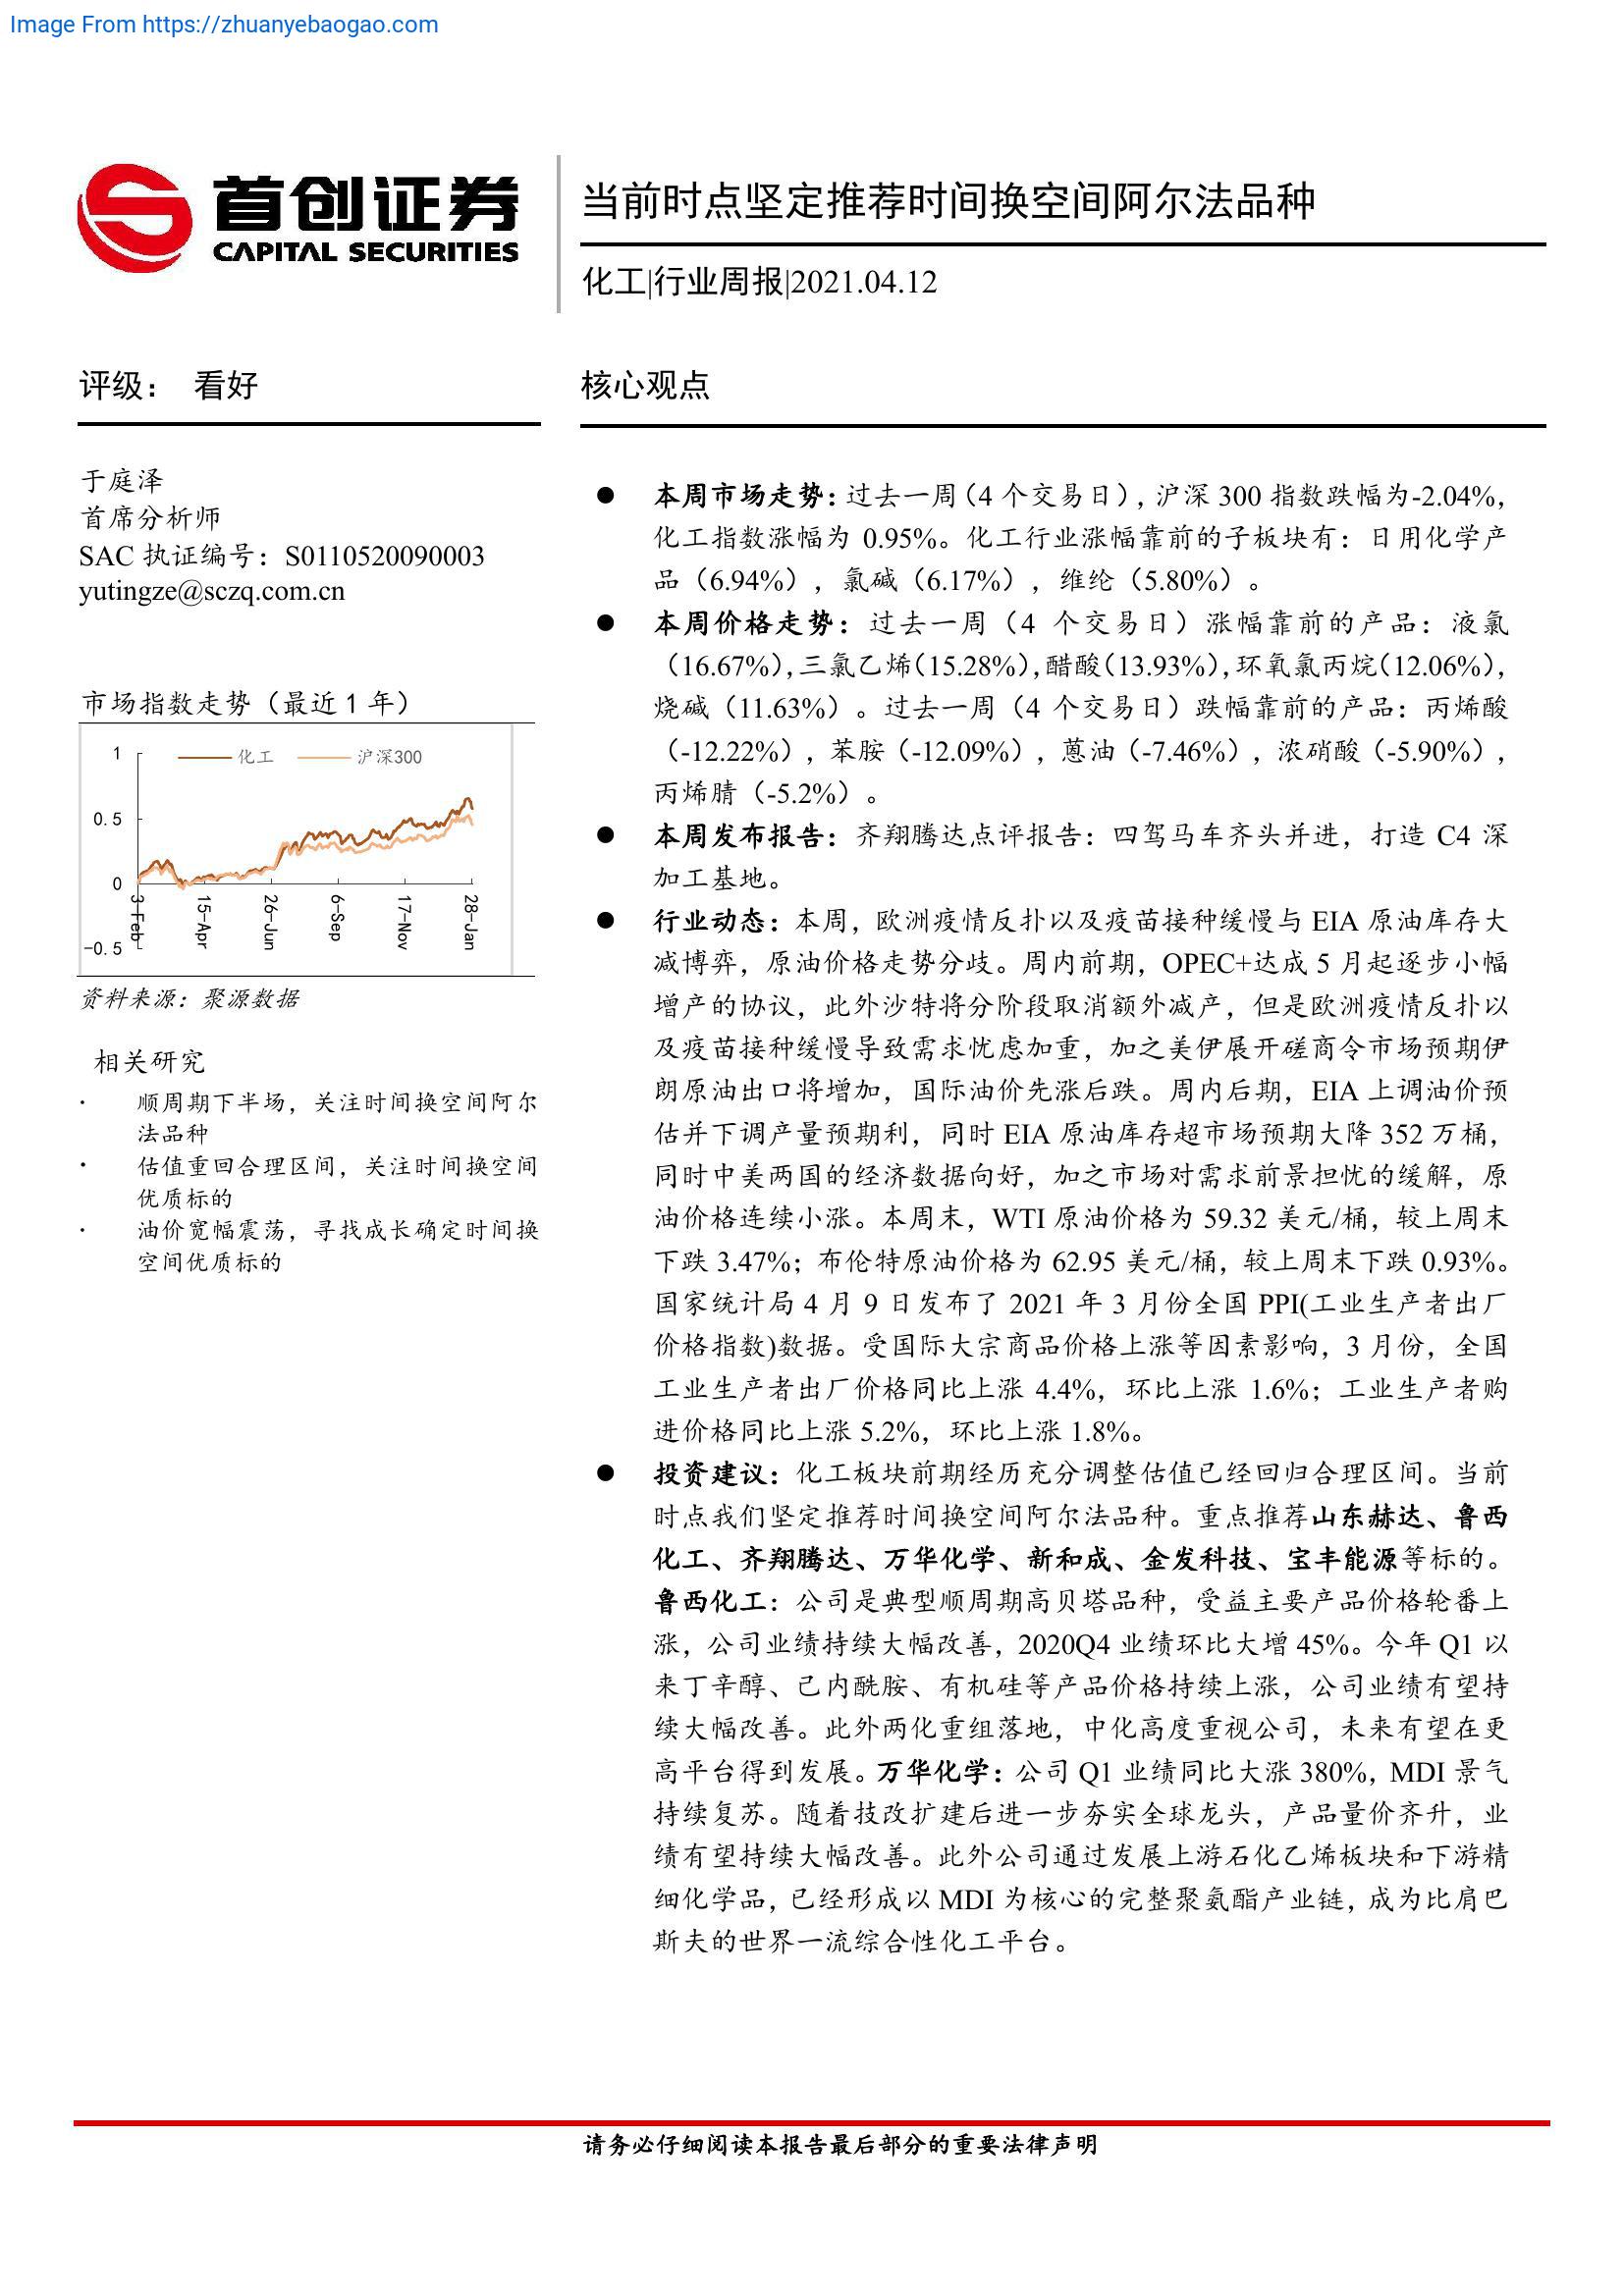 Image From https://zhuanyebaogao.com
首创证券
CAPITAL SECURITIES
当前时点坚定推荐时间换空间阿尔法品种
化工|行业周报|2021.04.12
评级： 看好
于庭泽
首席分析师
SAC 执证编号：S0110520090003
yutingze@sczq.com.cn
市场指数走势（最近 1 年）
化工 沪深300
1
0.5
0
-0.5
3-Feb
15-Apr
26-Jun
6-Sep
17-Nov
28-Jan
资料来源：聚源数据
相关研究
· 顺周期下半场，关注时间换空间阿尔
法品种
· 估值重回合理区间，关注时间换空间
优质标的
· 油价宽幅震荡，寻找成长确定时间换
空间优质标的
核心观点
● 本周市场走势：过去一周（4 个交易日），沪深 300 指数跌幅为-2.04%，
化工指数涨幅为 0.95%。化工行业涨幅靠前的子板块有：日用化学产
品（6.94%），氯碱（6.17%），维纶（5.80%）。
● 本周价格走势：过去一周（4 个交易日）涨幅靠前的产品：液氯
（16.67%），三氯乙烯（15.28%），醋酸（13.93%），环氧氯丙烷（12.06%），
烧碱（11.63%）。过去一周（4 个交易日）跌幅靠前的产品：丙烯酸
（-12.22%），苯胺（-12.09%），蒽油（-7.46%），浓硝酸（-5.90%），
丙烯腈（-5.2%）。
● 本周发布报告：齐翔腾达点评报告：四驾马车齐头并进，打造 C4 深
加工基地。
● 行业动态：本周，欧洲疫情反扑以及疫苗接种缓慢与 EIA 原油库存大
减博弈，原油价格走势分歧。周内前期，OPEC+达成 5 月起逐步小幅
增产的协议，此外沙特将分阶段取消额外减产，但是欧洲疫情反扑以
及疫苗接种缓慢导致需求忧虑加重，加之美伊展开磋商令市场预期伊
朗原油出口将增加，国际油价先涨后跌。周内后期，EIA 上调油价预
估并下调产量预期利，同时 EIA 原油库存超市场预期大降 352 万桶，
同时中美两国的经济数据向好，加之市场对需求前景担忧的缓解，原
油价格连续小涨。本周末，WTI 原油价格为 59.32 美元/桶，较上周末
下跌 3.47%；布伦特原油价格为 62.95 美元/桶，较上周末下跌 0.93%。
国家统计局 4 月 9 日发布了 2021 年 3 月份全国 PPI(工业生产者出厂
价格指数)数据。受国际大宗商品价格上涨等因素影响，3 月份，全国
工业生产者出厂价格同比上涨 4.4%，环比上涨 1.6%；工业生产者购
进价格同比上涨 5.2%，环比上涨 1.8%。
● 投资建议：化工板块前期经历充分调整估值已经回归合理区间。当前
时点我们坚定推荐时间换空间阿尔法品种。重点推荐山东赫达、鲁西
化工、齐翔腾达、万华化学、新和成、金发科技、宝丰能源等标的。
鲁西化工：公司是典型顺周期高贝塔品种，受益主要产品价格轮番上
涨，公司业绩持续大幅改善，2020Q4 业绩环比大增 45%。今年 Q1 以
来丁辛醇、己内酰胺、有机硅等产品价格持续上涨，公司业绩有望持
续大幅改善。此外两化重组落地，中化高度重视公司，未来有望在更
高平台得到发展。万华化学：公司 Q1 业绩同比大涨 380%，MDI 景气
持续复苏。随着技改扩建后进一步夯实全球龙头，产品量价齐升，业
绩有望持续大幅改善。此外公司通过发展上游石化乙烯板块和下游精
细化学品，已经形成以 MDI 为核心的完整聚氨酯产业链，成为比肩巴
斯夫的世界一流综合性化工平台。
请务必仔细阅读本报告最后部分的重要法律声明